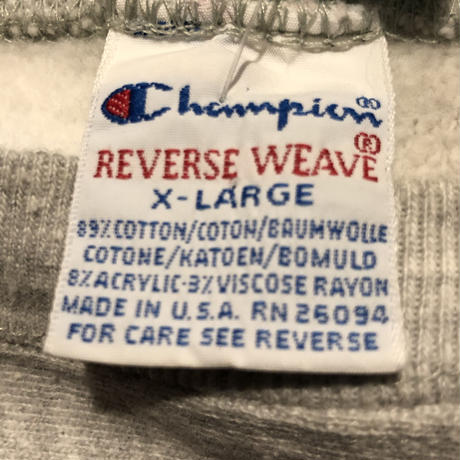 Champion ®
REVERSE WEAVE ®
X-LARGE
89% COTTON/COTON/BAUMWOLLE
COTONE/KATOEN/BOMULD
8% ACRYLIC-3% VISCOSE RAYON
MADE IN U.S.A. RN 26094
FOR CARE SEE REVERSE